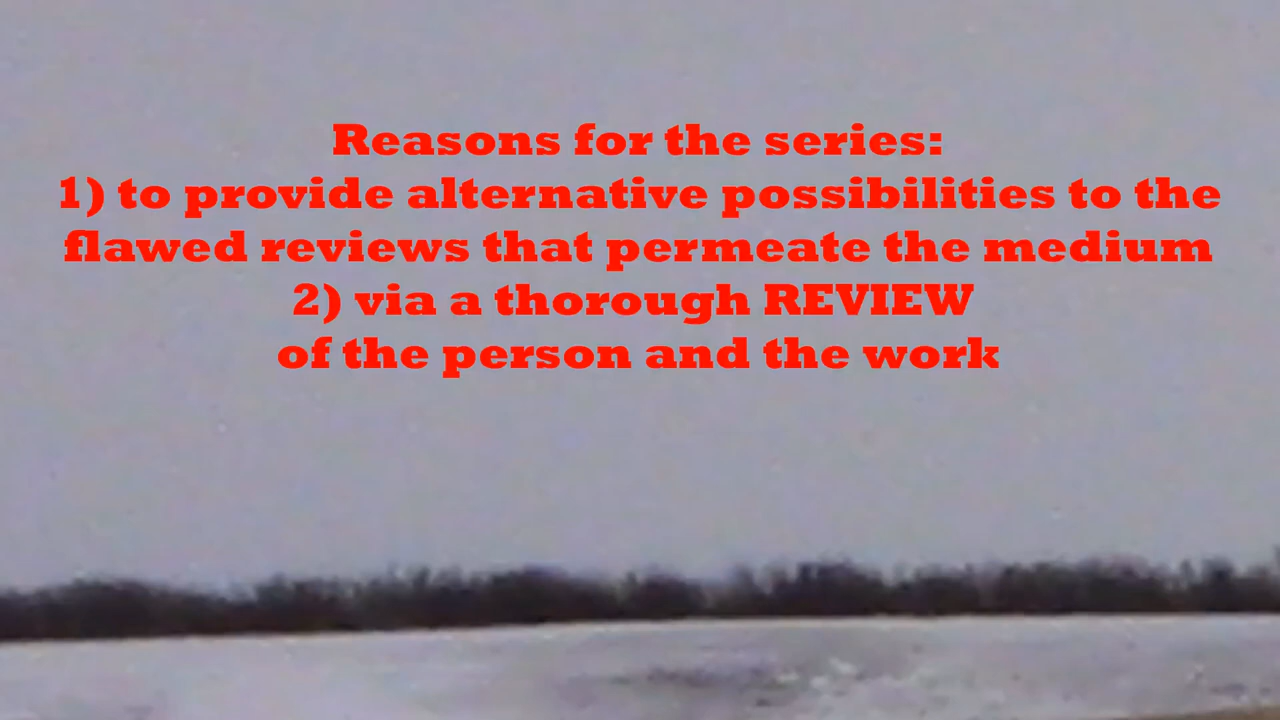 Reasons for the series:
1) to provide alternative possibilities to the
flawed reviews that permeate the medium
2) via a thorough REVIEW
of the person and the work